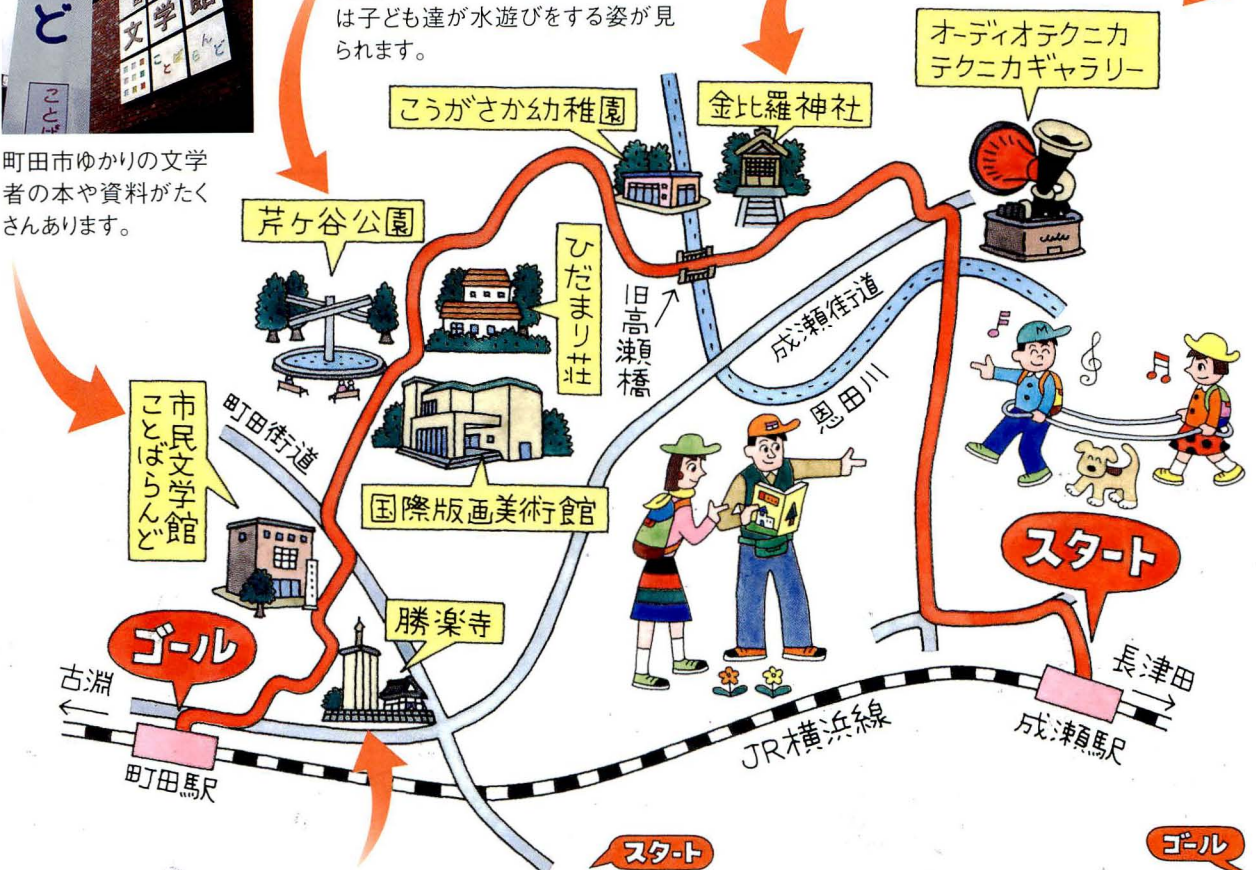 ど
ことば
文学館
ことばらんど
は子ども達が水遊びをする姿が見
られます。
町田市ゆかりの文学
者の本や資料がたく
さんあります。
オーディオテクニカ
テクニカギャラリー
こうがさか幼稚園
金比羅神社
芹ヶ谷公園
ひだまり荘
旧高瀬橋
成瀬街道
恩田川
M
市民文学館
ことばらんど
町田街道
国際版画美術館
勝楽寺
スタート
ゴール
古淵
長津田
成瀬駅
JR横浜線
町田駅
スタート
ゴール